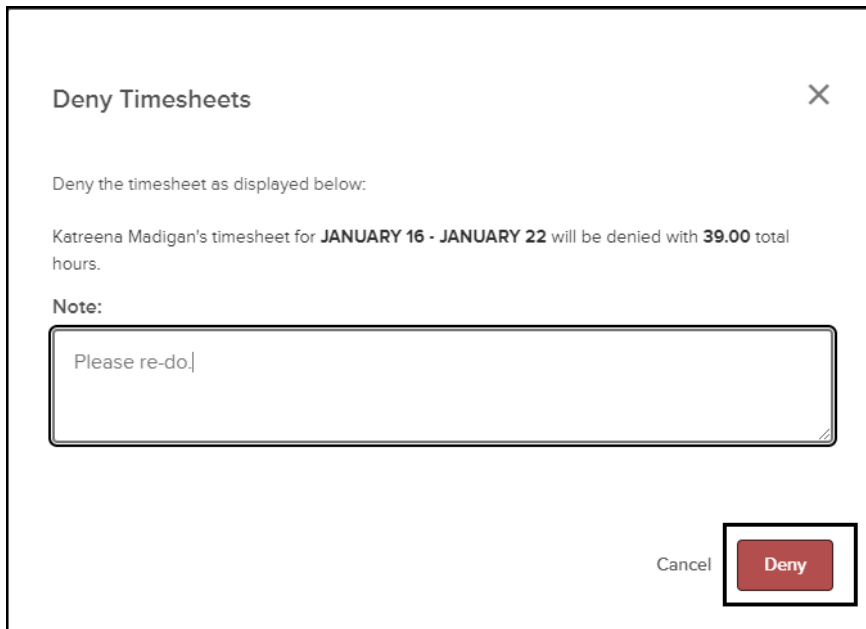 Deny Timesheets
Deny the timesheet as displayed below:
Katreena Madigan's timesheet for JANUARY 16 - JANUARY 22 will be denied with 39.00 total
hours.
Note:
Please re-do.
Cancel
Deny